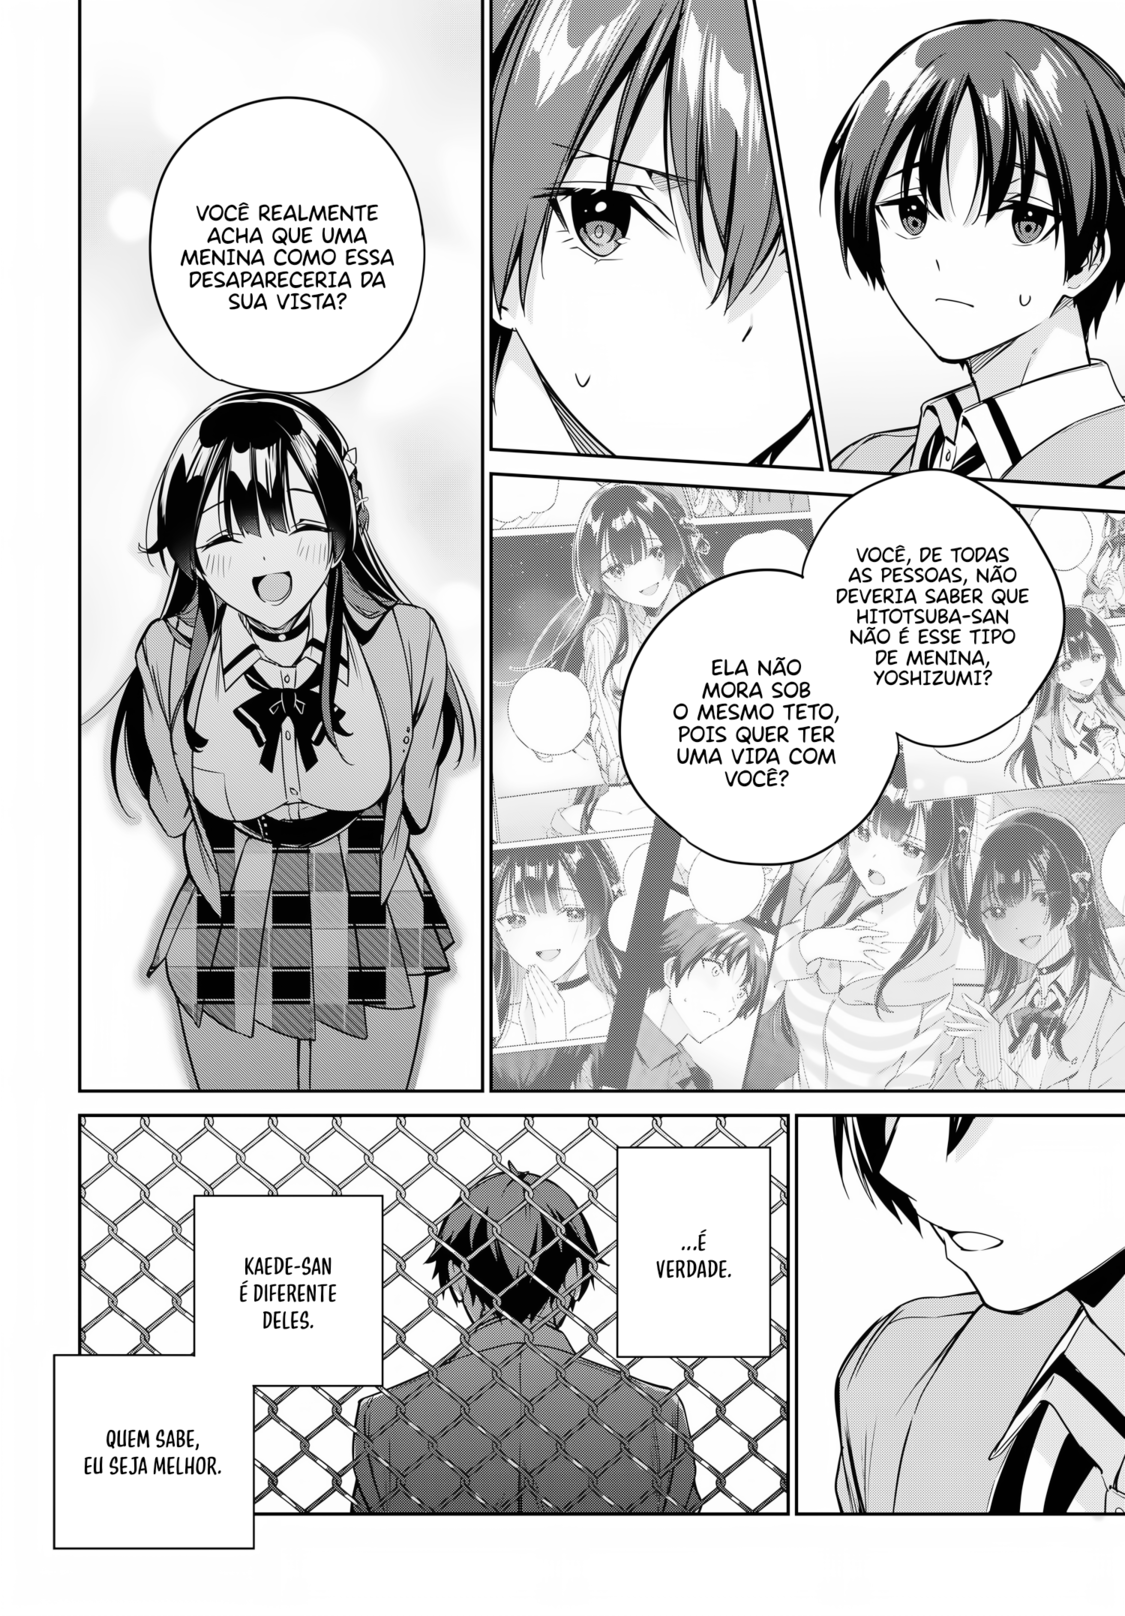 VOCÊ, DE TODAS
AS PESSOAS, NÃO
DEVERIA SABER QUE
HITOTSUBA-SAN
NÃO É ESSE TIPO
DE MENINA,
YOSHIZUMI?
ELA NÃO
MORA SOB
O MESMO TETO,
POIS QUER TER
UMA VIDA COM
VOCÊ?
VOCÊ REALMENTE
ACHA QUE UMA
MENINA COMO ESSA
DESAPARECERIA DA
SUA VISTA?
...É
VERDADE.
KAEDE-SAN
É DIFERENTE
DELES.
QUEM SABE,
EU SEJA MELHOR.